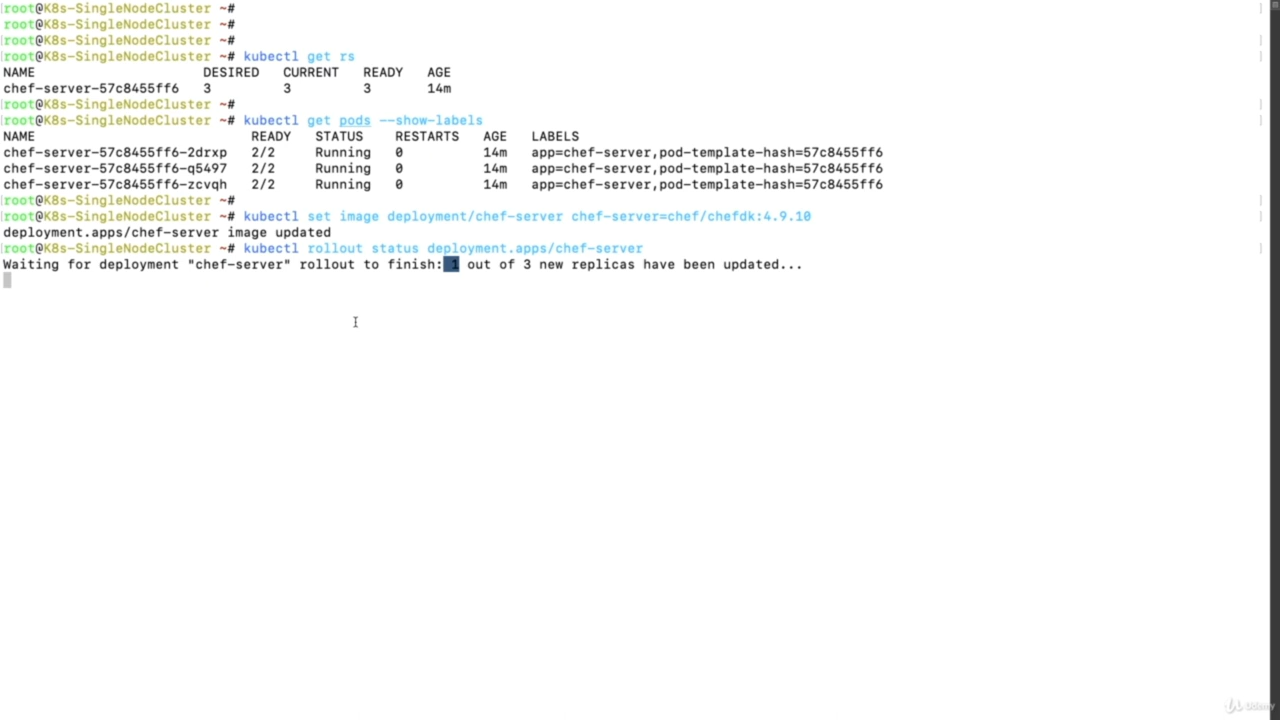 root@K8s-SingleNodeCluster ~#
root@K8s-SingleNodeCluster ~#
root@K8s-SingleNodeCluster ~#
root@K8s-SingleNodeCluster ~# kubectl get rs
NAME DESIRED CURRENT READY AGE
chef-server-57c8455ff6 3 3 3 14m
root@K8s-SingleNodeCluster ~#
root@K8s-SingleNodeCluster ~# kubectl get pods --show-labels
NAME READY STATUS RESTARTS AGE LABELS
chef-server-57c8455ff6-2drxp 2/2 Running 0 14m app=chef-server,pod-template-hash=57c8455ff6
chef-server-57c8455ff6-q5497 2/2 Running 0 14m app=chef-server,pod-template-hash=57c8455ff6
chef-server-57c8455ff6-zcvqh 2/2 Running 0 14m app=chef-server,pod-template-hash=57c8455ff6
root@K8s-SingleNodeCluster ~#
root@K8s-SingleNodeCluster ~# kubectl set image deployment/chef-server chef-server=chef/chefdk:4.9.10
deployment.apps/chef-server image updated
root@K8s-SingleNodeCluster ~# kubectl rollout status deployment.apps/chef-server
Waiting for deployment "chef-server" rollout to finish: 1 out of 3 new replicas have been updated...
Udemy